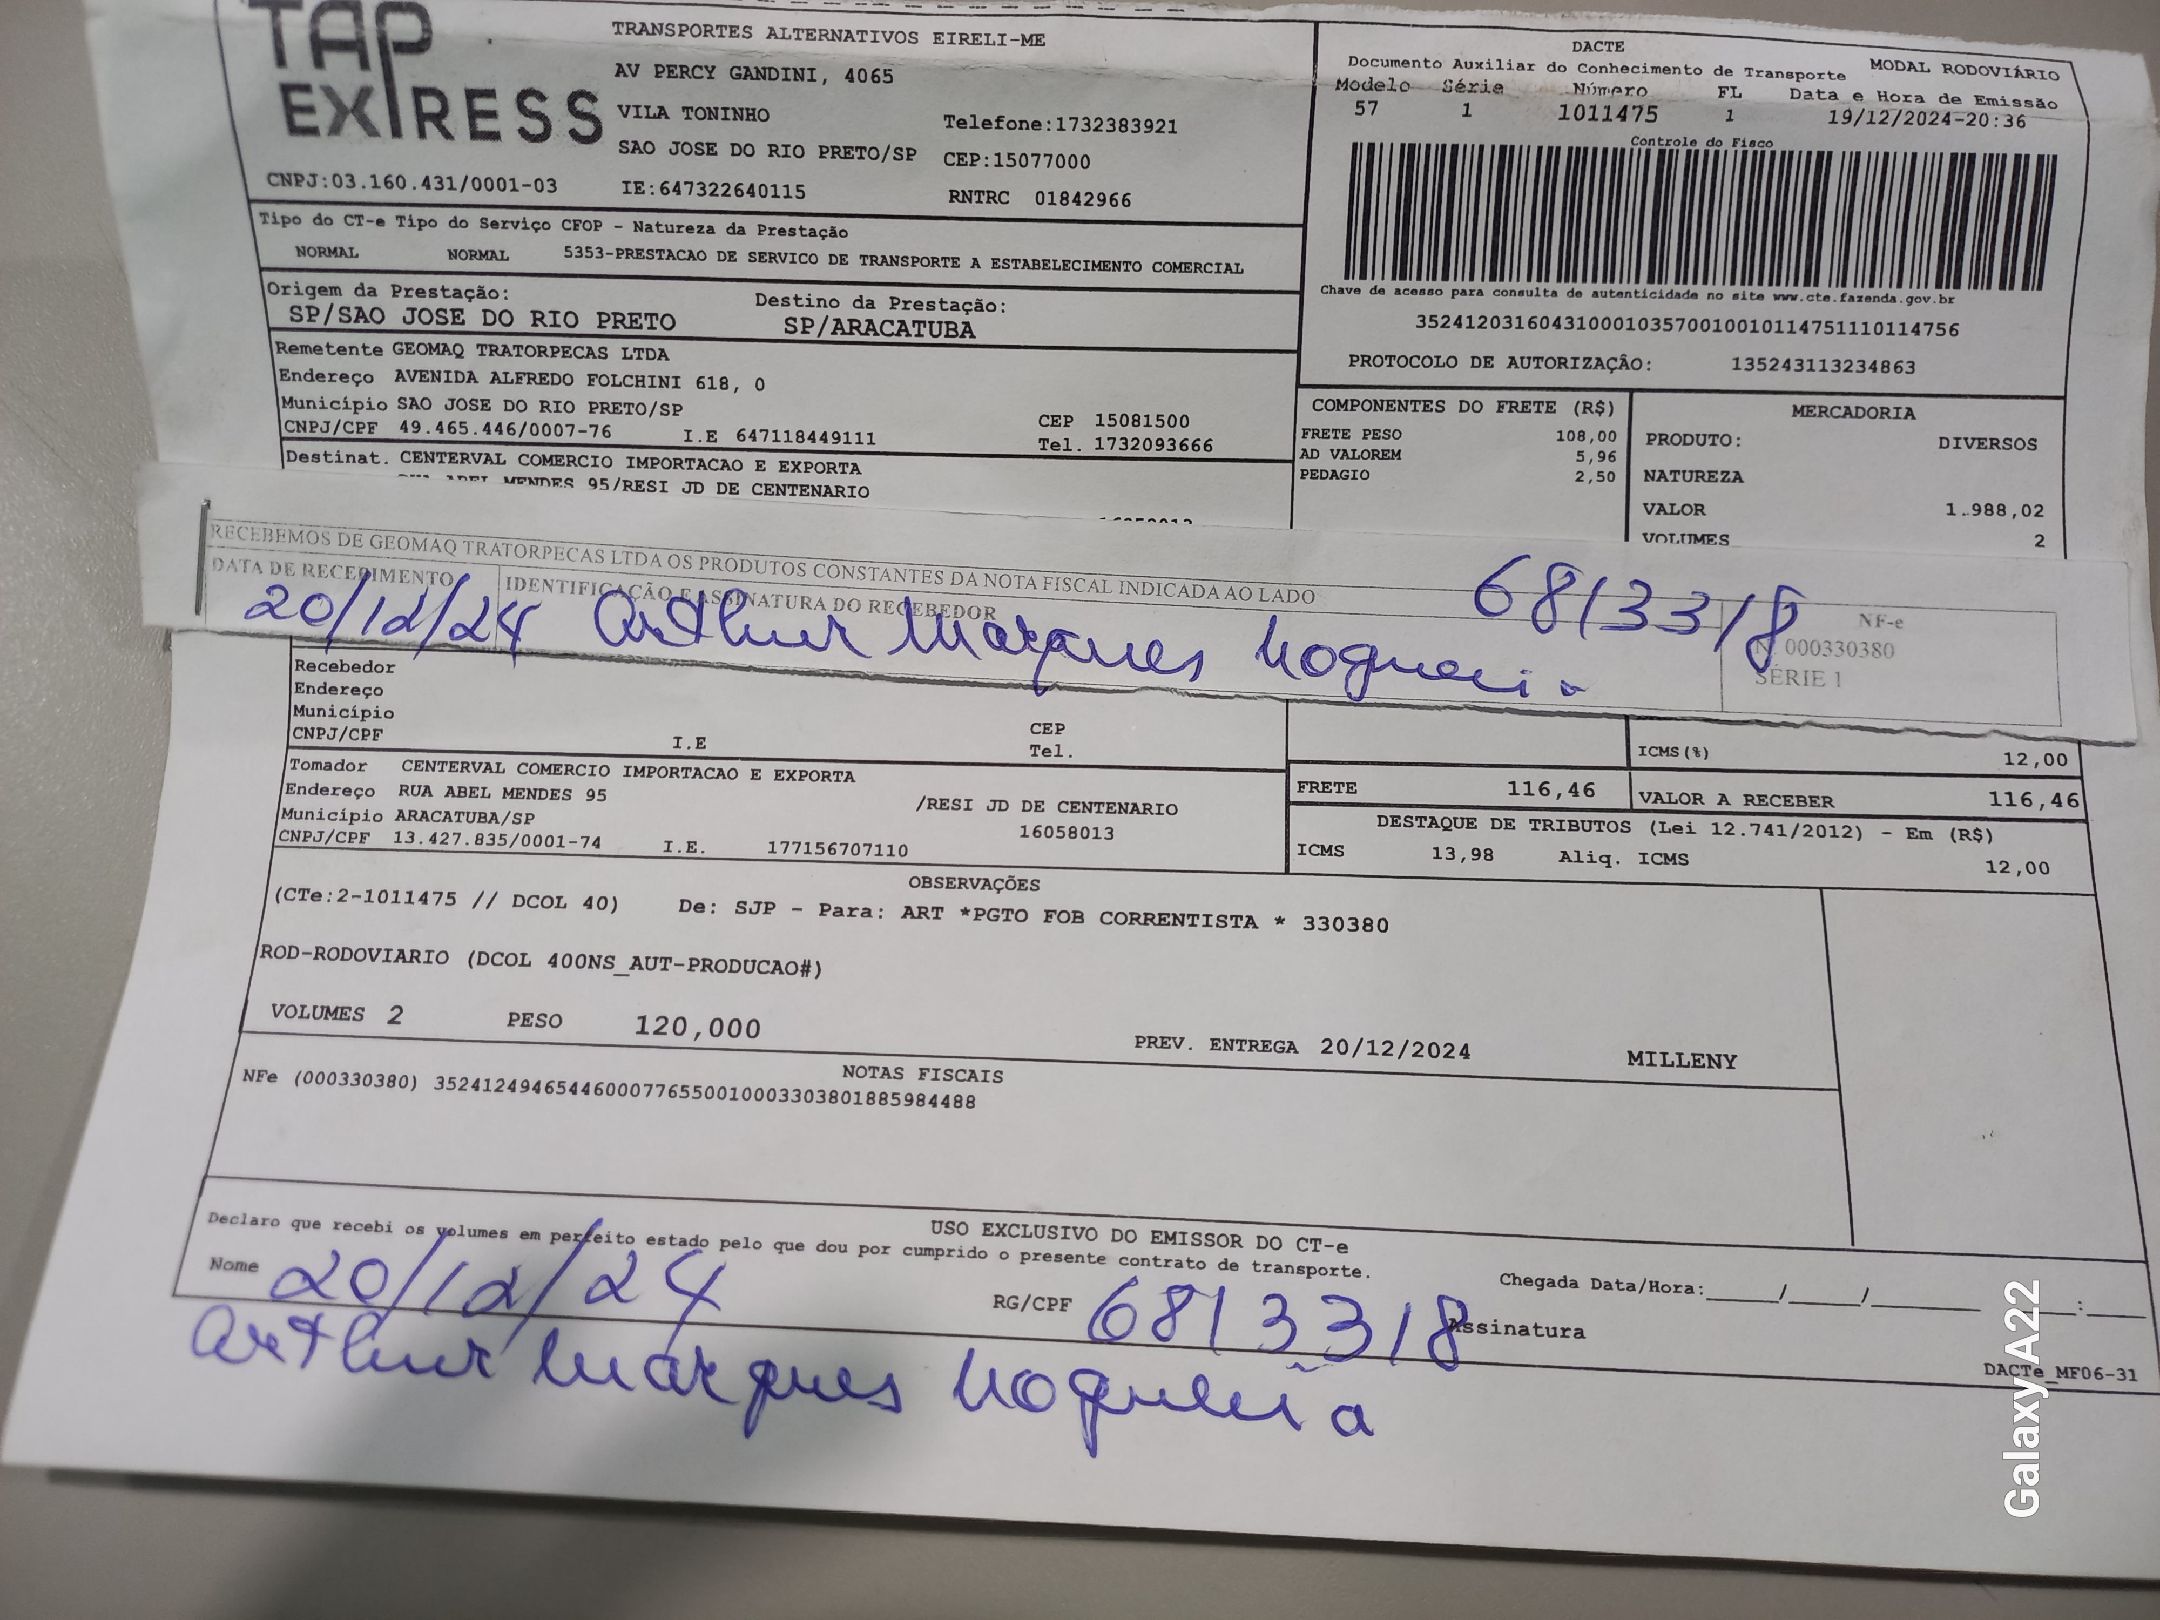 TAP EXPRESS
TRANSPORTES ALTERNATIVOS EIRELI-ME
AV PERCY GANDINI, 4065
VILA TONINHO
Telefone:1732383921
SAO JOSE DO RIO PRETO/SP CEP:15077000
CNPJ:03.160.431/0001-03 IE:647322640115 RNTRC 01842966
DACTE
Documento Auxiliar do Conhecimento de Transporte MODAL RODOVIÁRIO
Modelo Série Número FL Data e Hora de Emissão
57 1 1011475 1 19/12/2024-20:36
Controle do Fisco
Chave de acesso para consulta de autenticidade no site www.cte.fazenda.gov.br
35241203160431000103570010010114751110114756
PROTOCOLO DE AUTORIZAÇÃO: 135243113234863
Tipo do CT-e Tipo do Serviço CFOP - Natureza da Prestação
NORMAL NORMAL 5353-PRESTACAO DE SERVICO DE TRANSPORTE A ESTABELECIMENTO COMERCIAL
Origem da Prestação: Destino da Prestação:
SP/SAO JOSE DO RIO PRETO SP/ARACATUBA
Remetente GEOMAQ TRATORPECAS LTDA
Endereço AVENIDA ALFREDO FOLCHINI 618, 0
Município SAO JOSE DO RIO PRETO/SP CEP 15081500
CNPJ/CPF 49.465.446/0007-76 I.E 647118449111 Tel. 1732093666
Destinat. CENTERVAL COMERCIO IMPORTACAO E EXPORTA
ABEL MENDES 95/RESI JD DE CENTENARIO
COMPONENTES DO FRETE (R$)
FRETE PESO 108,00
AD VALOREM 5,96
PEDAGIO 2,50
MERCADORIA
PRODUTO: DIVERSOS
NATUREZA
VALOR 1.988,02
VOLUMES 2
RECEBEMOS DE GEOMAQ TRATORPECAS LTDA OS PRODUTOS CONSTANTES DA NOTA FISCAL INDICADA AO LADO
DATA DE RECEBIMENTO IDENTIFICAÇÃO E ASSINATURA DO RECEBEDOR
20/12/24 Arthur Marques Nogueira 6813318
NF-e
N. 000330380
SÉRIE 1
Recebedor
Endereço
Município CEP
CNPJ/CPF I.E Tel.
ICMS(%) 12,00
Tomador CENTERVAL COMERCIO IMPORTACAO E EXPORTA
Endereço RUA ABEL MENDES 95 /RESI JD DE CENTENARIO
Município ARACATUBA/SP 16058013
CNPJ/CPF 13.427.835/0001-74 I.E. 177156707110
FRETE 116,46 VALOR A RECEBER 116,46
DESTAQUE DE TRIBUTOS (Lei 12.741/2012) - Em (R$)
ICMS 13,98 Aliq. ICMS 12,00
OBSERVAÇÕES
(CTe:2-1011475 // DCOL 40) De: SJP - Para: ART *PGTO FOB CORRENTISTA * 330380
ROD-RODOVIARIO (DCOL 400NS_AUT-PRODUCAO#)
VOLUMES 2 PESO 120,000 PREV. ENTREGA 20/12/2024 MILLENY
NOTAS FISCAIS
NFe (000330380) 35241249465446000776550010003303801885984488
USO EXCLUSIVO DO EMISSOR DO CT-e
Declaro que recebi os volumes em perfeito estado pelo que dou por cumprido o presente contrato de transporte.
Nome 20/12/24 RG/CPF 6813318 Assinatura
Chegada Data/Hora:_____/_____/_______ ____:____
Arthur Marques Nogueira
DACTe_MF06-31
Galaxy A22